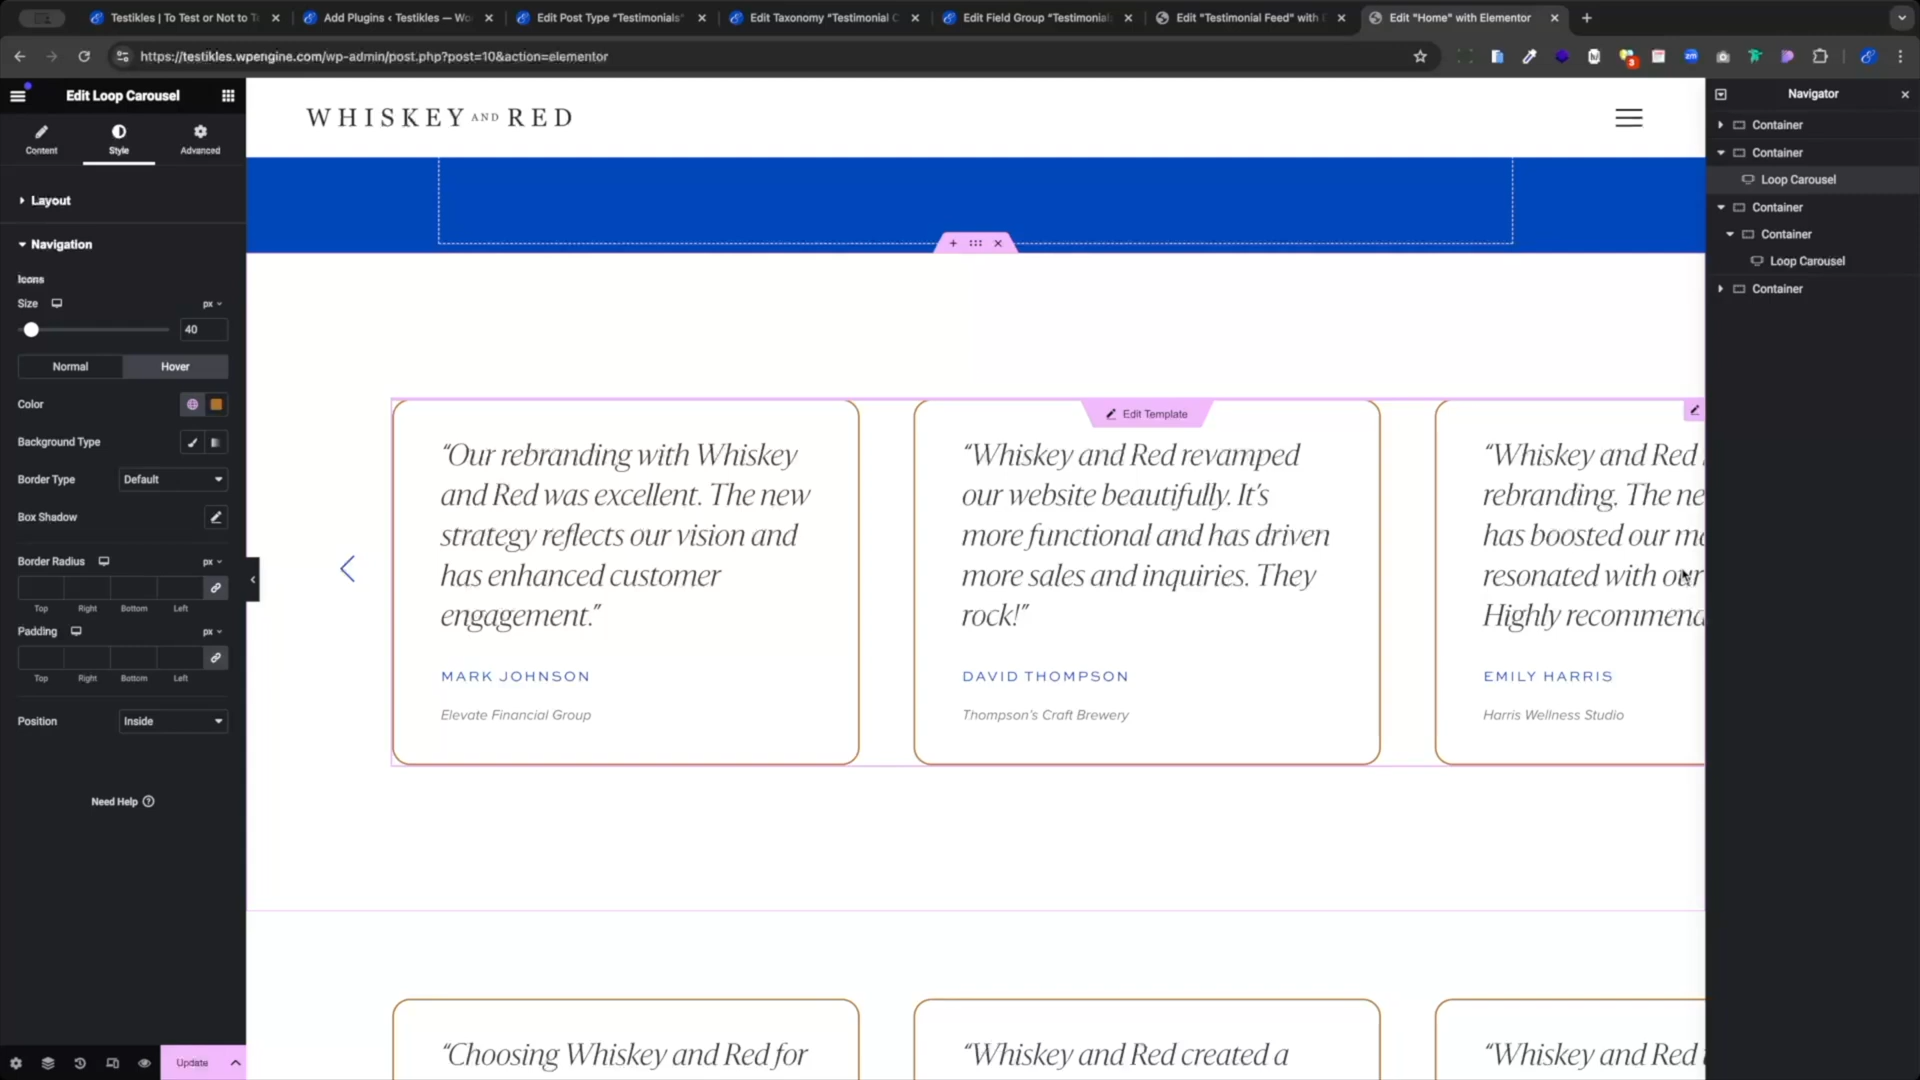 Testikles | To Test or Not to T
Add Plugins ‹ Testikles — Wo
Edit Post Type "Testimonials"
Edit Taxonomy "Testimonial C
Edit Field Group "Testimonial
Edit "Testimonial Feed" with E
Edit "Home" with Elementor
https://testikles.wpengine.com/wp-admin/post.php?post=10&action=elementor
3
Edit Loop Carousel
Content
Style
Advanced
Layout
Navigation
Icons
Size
px
40
Normal
Hover
Color
Background Type
Border Type
Default
Box Shadow
Border Radius
px
Top
Right
Bottom
Left
Padding
px
Top
Right
Bottom
Left
Position
Inside
Need Help
Update
WHISKEY AND RED
Edit Template
“Our rebranding with Whiskey
and Red was excellent. The new
strategy reflects our vision and
has enhanced customer
engagement.”
MARK JOHNSON
Elevate Financial Group
“Whiskey and Red revamped
our website beautifully. It’s
more functional and has driven
more sales and inquiries. They
rock!”
DAVID THOMPSON
Thompson’s Craft Brewery
“Whiskey and Red
rebranding. The ne
has boosted our
resonated with our
Highly recommend
EMILY HARRIS
Harris Wellness Studio
“Choosing Whiskey and Red for
“Whiskey and Red created a
“Whiskey and Red
Navigator
Container
Container
Loop Carousel
Container
Container
Loop Carousel
Container